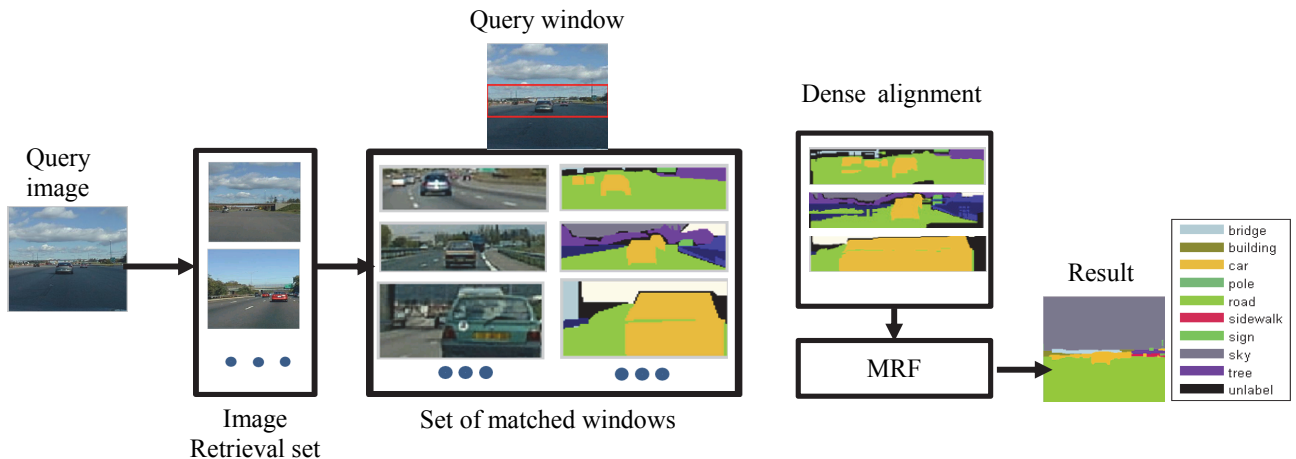 Query window
Dense alignment
Query
image
Image
Retrieval set
Set of matched windows
MRF
Result
bridge
building
car
pole
road
sidewalk
sign
sky
tree
unlabel